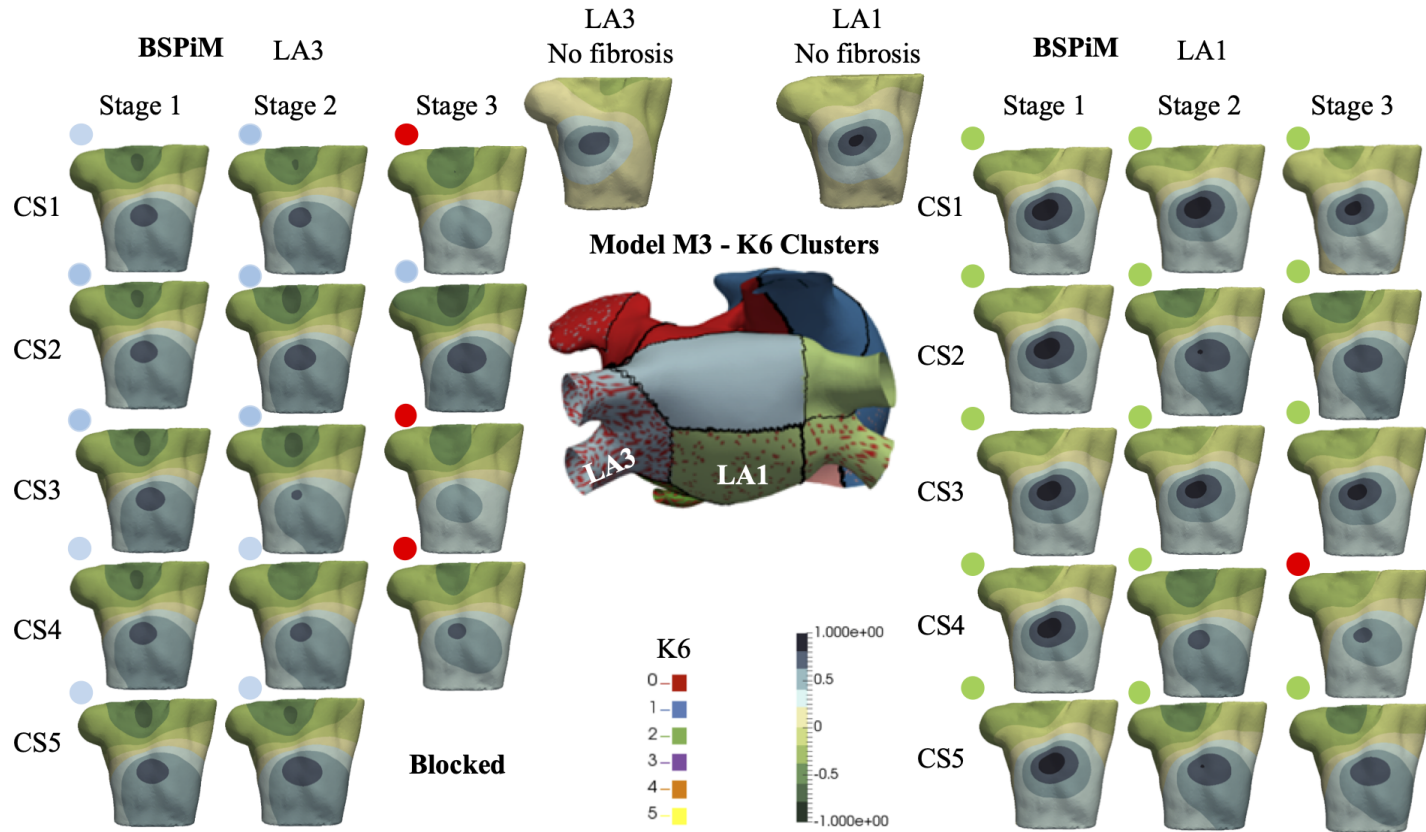 BSPiM LA3
Stage 1 Stage 2 Stage 3
CS1
CS2
CS3
CS4
CS5
Blocked
LA3
No fibrosis
LA1
No fibrosis
Model M3 - K6 Clusters
LA3
LA1
K6
0
1
2
3
4
5
1.000e+00
0.5
0
-0.5
-1.000e+00
BSPiM LA1
Stage 1 Stage 2 Stage 3
CS1
CS2
CS3
CS4
CS5